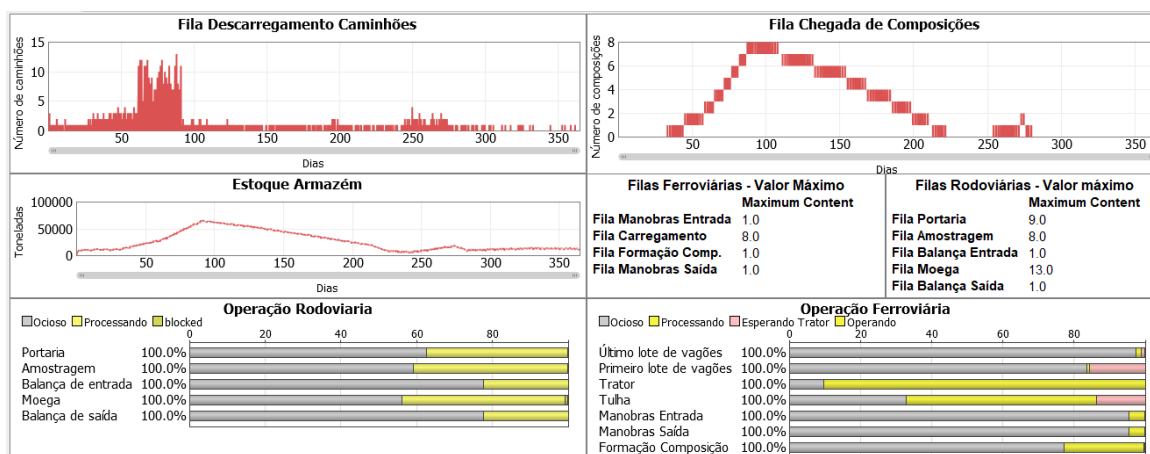 Fila Descarregamento Caminhões
Número de caminhões
15
10
5
0
50 100 150 200 250 300 350
Dias
Fila Chegada de Composições
Número de composições
8
6
4
2
0
50 100 150 200 250 300 350
Dias
Estoque Armazém
Toneladas
100000
50000
0
50 100 150 200 250 300 350
Dias
Filas Ferroviárias - Valor Máximo
Maximum Content
Fila Manobras Entrada 1.0
Fila Carregamento 8.0
Fila Formação Comp. 1.0
Fila Manobras Saída 1.0
Filas Rodoviárias - Valor máximo
Maximum Content
Fila Portaria 9.0
Fila Amostragem 8.0
Fila Balança Entrada 1.0
Fila Moega 13.0
Fila Balança Saída 1.0
Operação Rodoviaria
Ocioso Processando blocked
0 20 40 60 80
Portaria 100.0%
Amostragem 100.0%
Balança de entrada 100.0%
Moega 100.0%
Balança de saída 100.0%
Operação Ferroviária
Ocioso Processando Esperando Trator Operando
0 20 40 60 80
Último lote de vagões 100.0%
Primeiro lote de vagões 100.0%
Trator 100.0%
Tulha 100.0%
Manobras Entrada 100.0%
Manobras Saída 100.0%
Formação Composição 100.0%